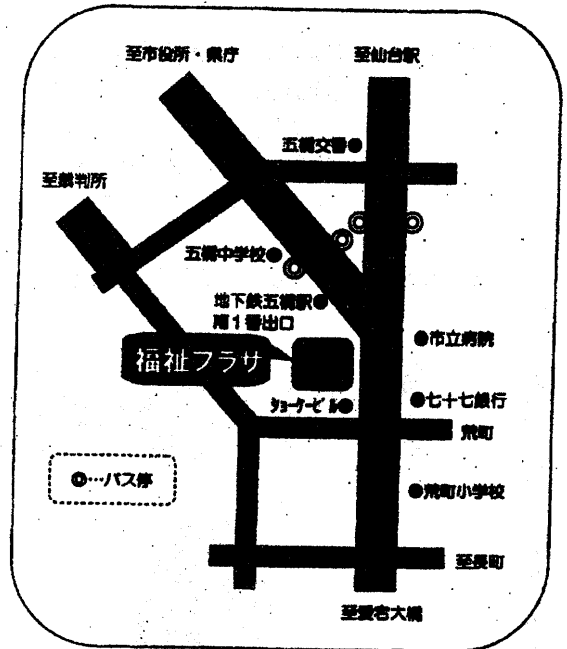 至市役所・県庁
至仙台駅
五橋交番●
至裁判所
五橋中学校●
地下鉄五橋駅●
南1番出口
福祉プラザ
●市立病院
ショーケービル●
●七十七銀行
荒町
◎…バス停
●荒町小学校
至長町
至愛宕大橋